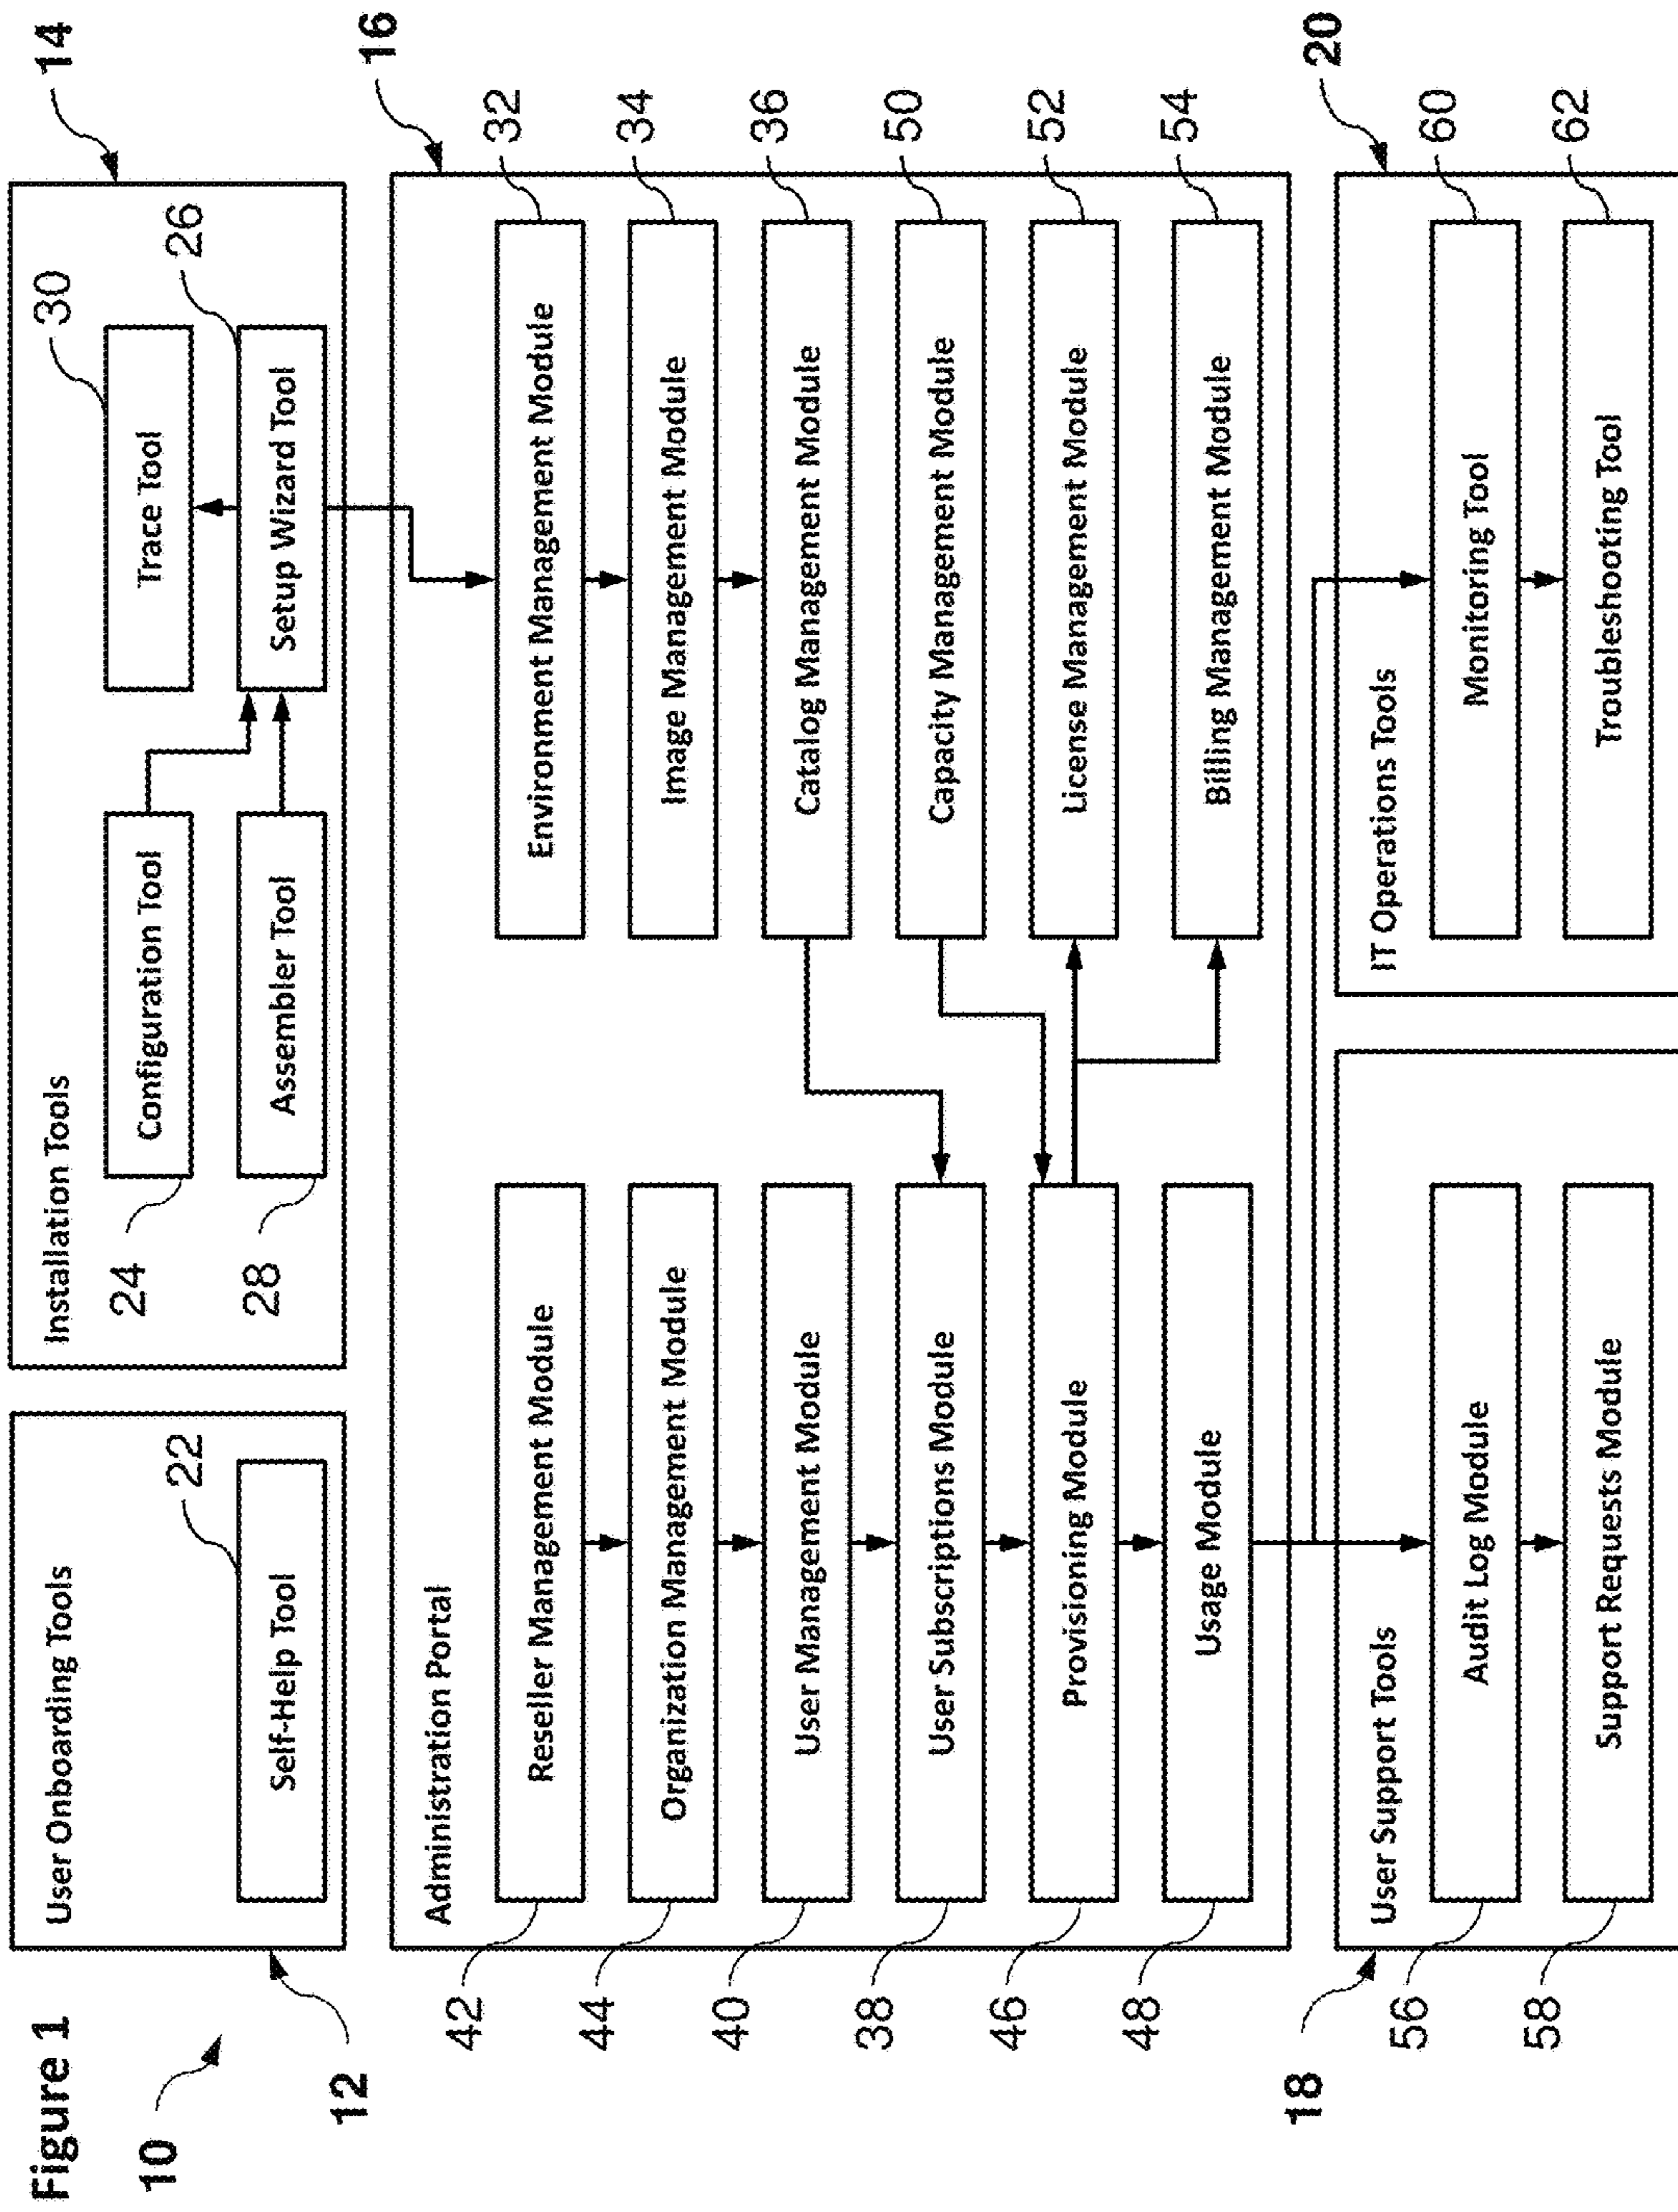 Figure 1
10
12
User Onboarding Tools
22
Self-Help Tool
14
Installation Tools
24
Configuration Tool
30
Trace Tool
28
Assembler Tool
26
Setup Wizard Tool
16
Administration Portal
42
Reseller Management Module
Environment Management Module
32
44
Organization Management Module
Image Management Module
34
40
User Management Module
Catalog Management Module
36
38
User Subscriptions Module
Capacity Management Module
50
46
Provisioning Module
License Management Module
52
48
Usage Module
Billing Management Module
54
18
User Support Tools
56
Audit Log Module
58
Support Requests Module
20
IT Operations Tools
Monitoring Tool
60
Troubleshooting Tool
62